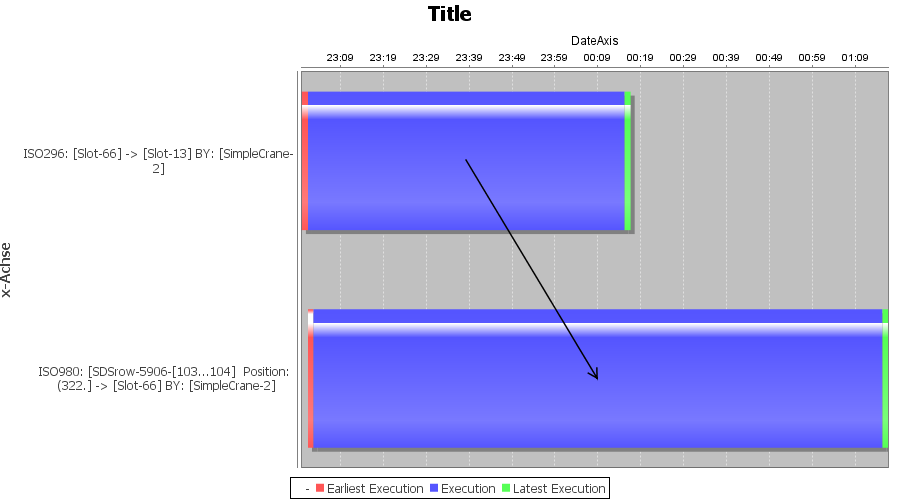 Title
DateAxis
23:09 23:19 23:29 23:39 23:49 23:59 00:09 00:19 00:29 00:39 00:49 00:59 01:09
x-Achse
ISO296: [Slot-66] -> [Slot-13] BY: [SimpleCrane-
2]
ISO980: [SDSrow-5906-[103...104] Position:
(322.] -> [Slot-66] BY: [SimpleCrane-2]
- Earliest Execution Execution Latest Execution